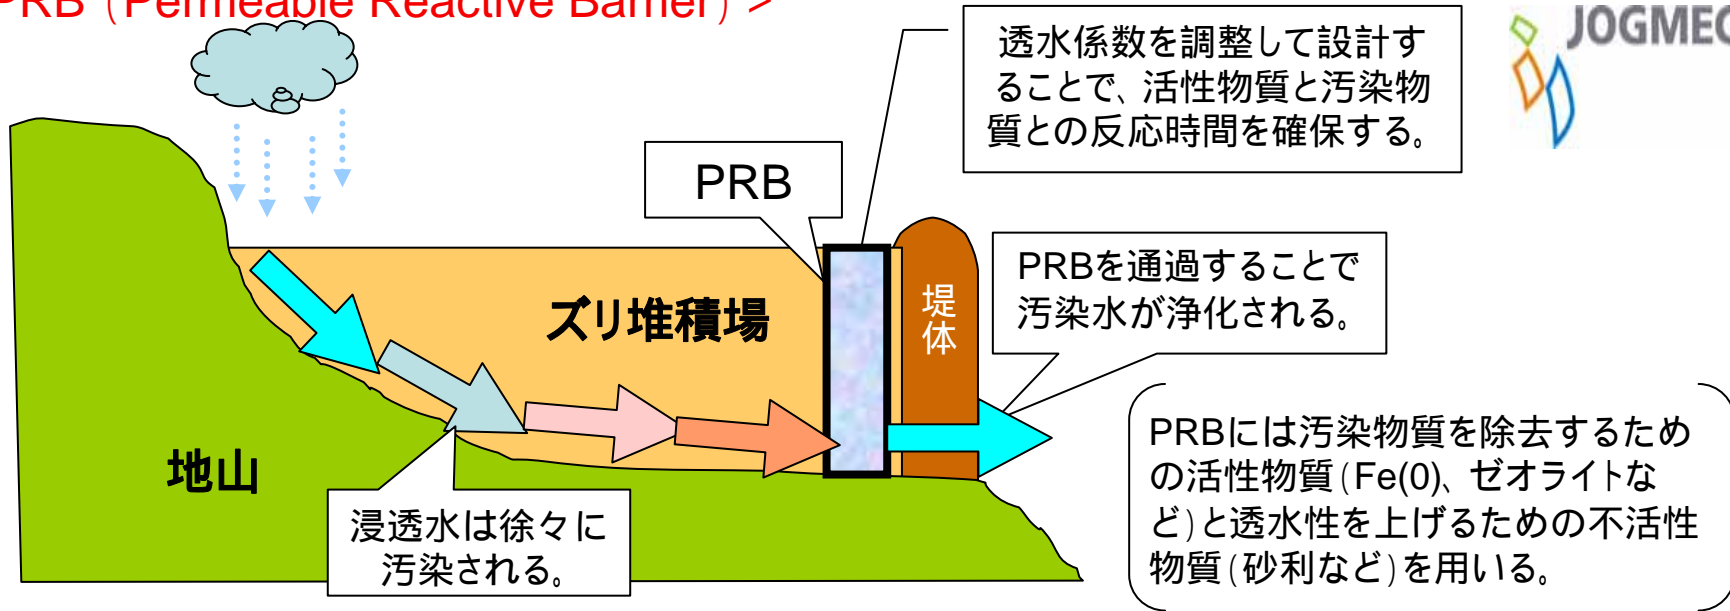 PRB (Permeable Reactive Barrier) >
JOGMEC
透水係数を調整して設計す
ることで、活性物質と汚染物
質との反応時間を確保する。
PRB
PRBを通過することで
汚染水が浄化される。
ズリ堆積場
堤体
地山
浸透水は徐々に
汚染される。
PRBには汚染物質を除去するため
の活性物質(Fe(0)、ゼオライトな
ど)と透水性を上げるための不活性
物質(砂利など)を用いる。